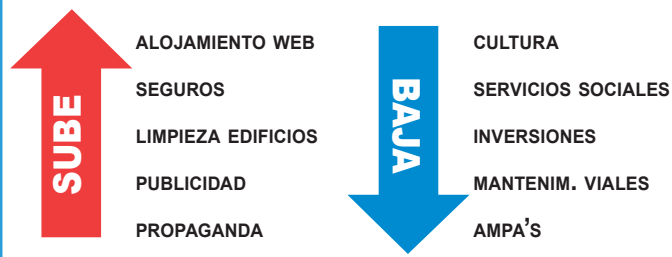 SUBE
ALOJAMIENTO WEB
SEGUROS
LIMPIEZA EDIFICIOS
PUBLICIDAD
PROPAGANDA
BAJA
CULTURA
SERVICIOS SOCIALES
INVERSIONES
MANTENIM. VIALES
AMPA'S